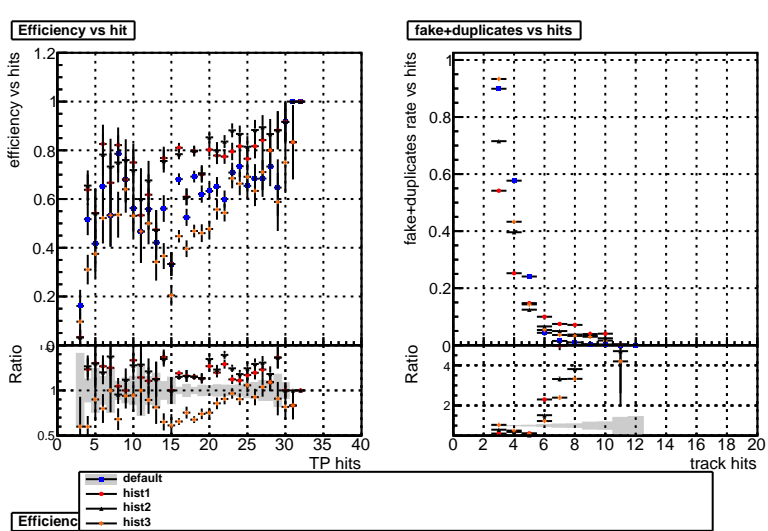 Efficiency vs hit
efficiency vs hits
1.2
1
0.8
0.6
0.4
0.2
0
Ratio
1
0.5
0 5 10 15 20 25 30 35 40
TP hits
fake+duplicates vs hits
fake+duplicates rate vs hits
1
0.8
0.6
0.4
0.2
0
Ratio
4
2
0 2 4 6 8 10 12 14 16 18 20
track hits
default
hist1
hist2
hist3
Efficienc